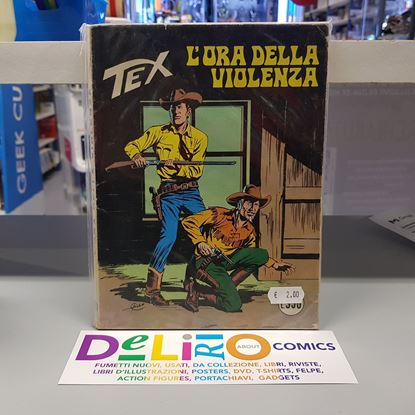 L'ORA DELLA
VIOLENZA
TEX
GEEK CU
€ 2.00
DeLiRiO ABOUT COMICS
FUMETTI NUOVI, USATI, DA COLLEZIONE, LIBRI, RIVISTE,
LIBRI D'ILLUSTRAZIONI, POSTERS, DVD, T-SHIRTS, FELPE,
ACTION FIGURES, PORTACHIAVI, GADGETS